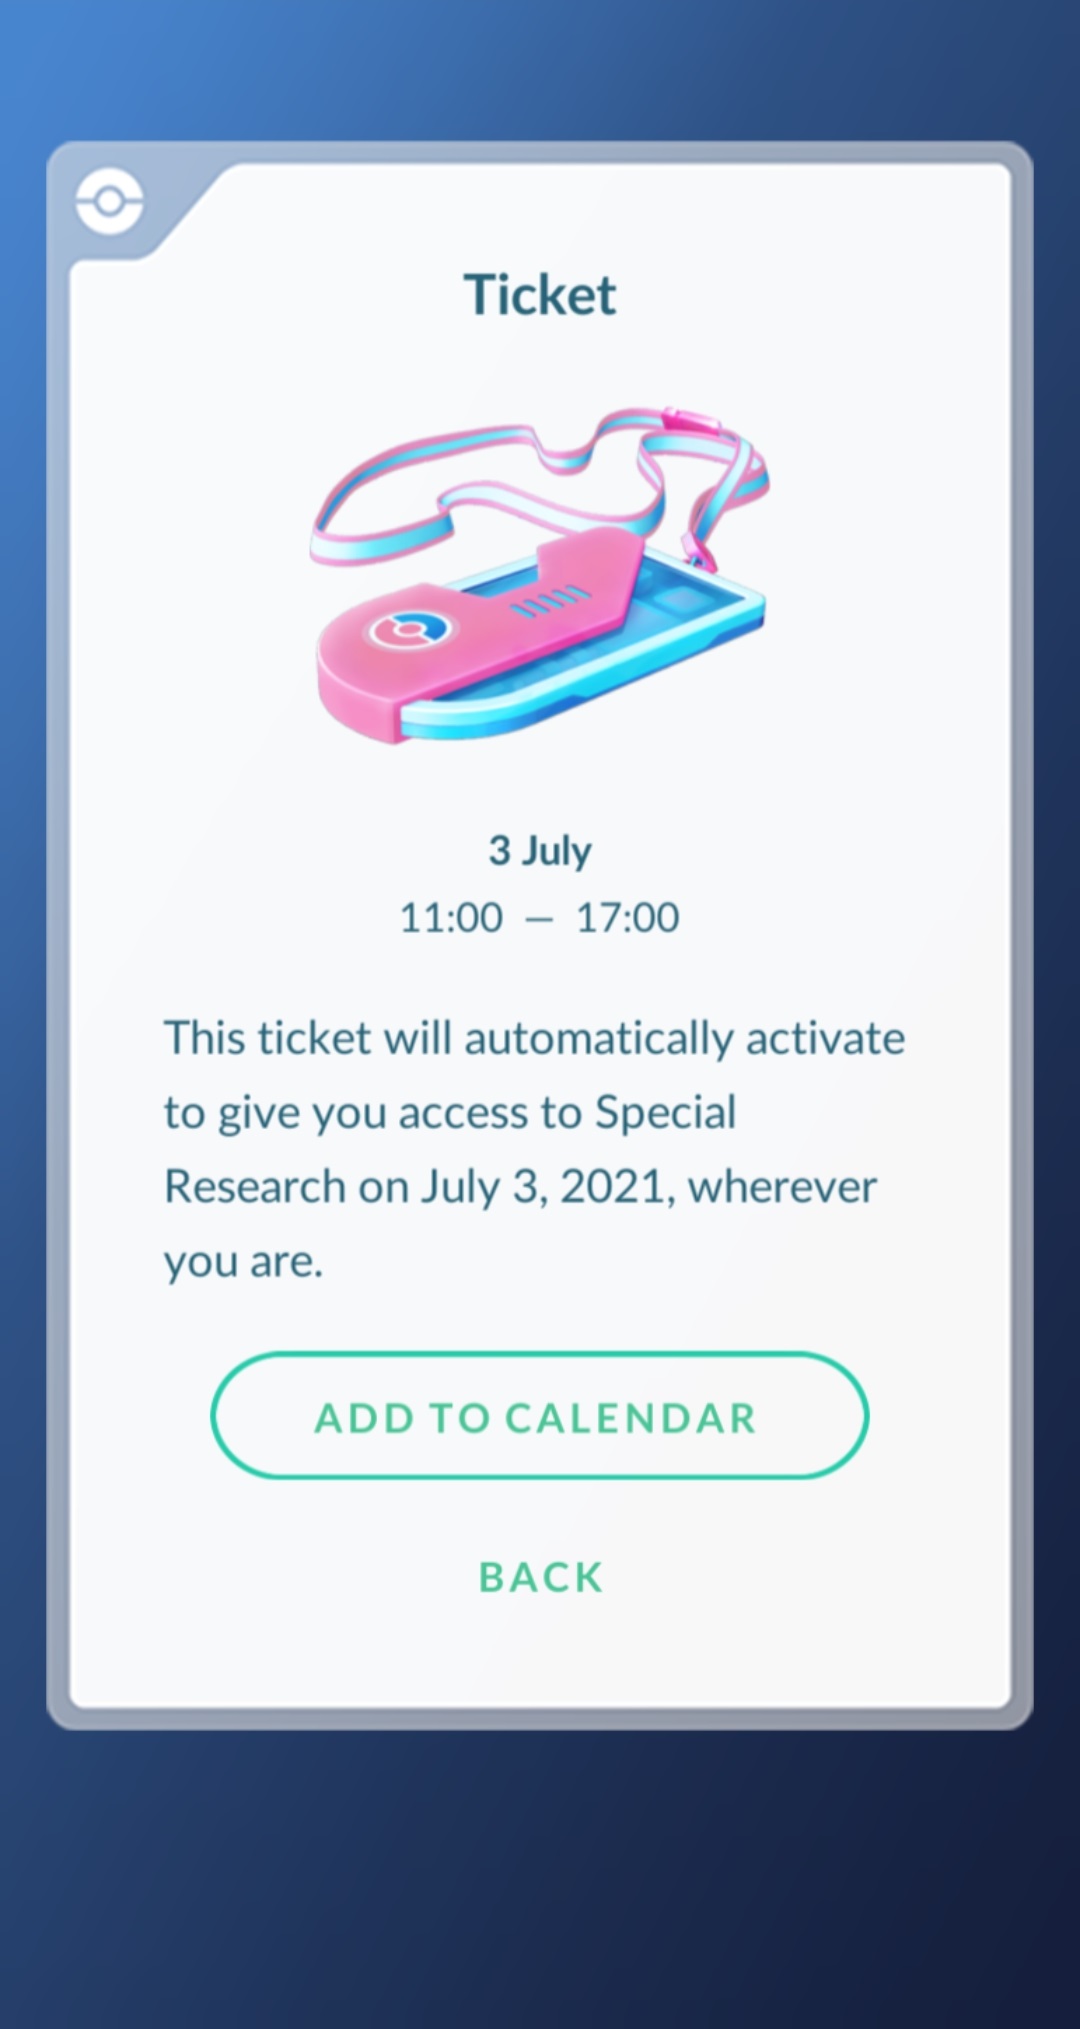 Ticket
3 July
11:00 — 17:00
This ticket will automatically activate
to give you access to Special
Research on July 3, 2021, wherever
you are.
ADD TO CALENDAR
BACK